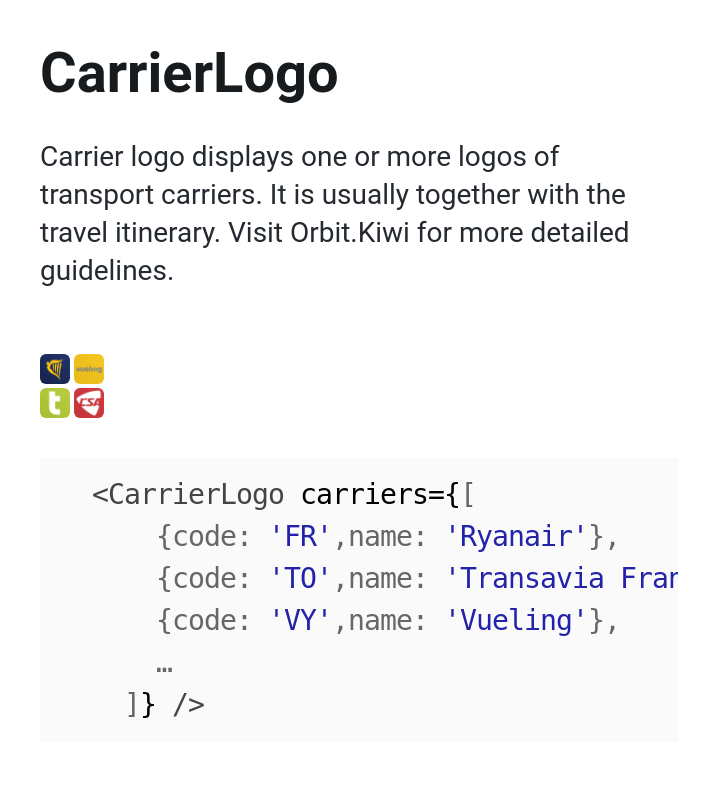 CarrierLogo
Carrier logo displays one or more logos of
transport carriers. It is usually together with the
travel itinerary. Visit Orbit.Kiwi for more detailed
guidelines.
vueling
t CSA
<CarrierLogo carriers={[
{code: 'FR',name: 'Ryanair'},
{code: 'TO',name: 'Transavia Fran
{code: 'VY',name: 'Vueling'},
…
]} />